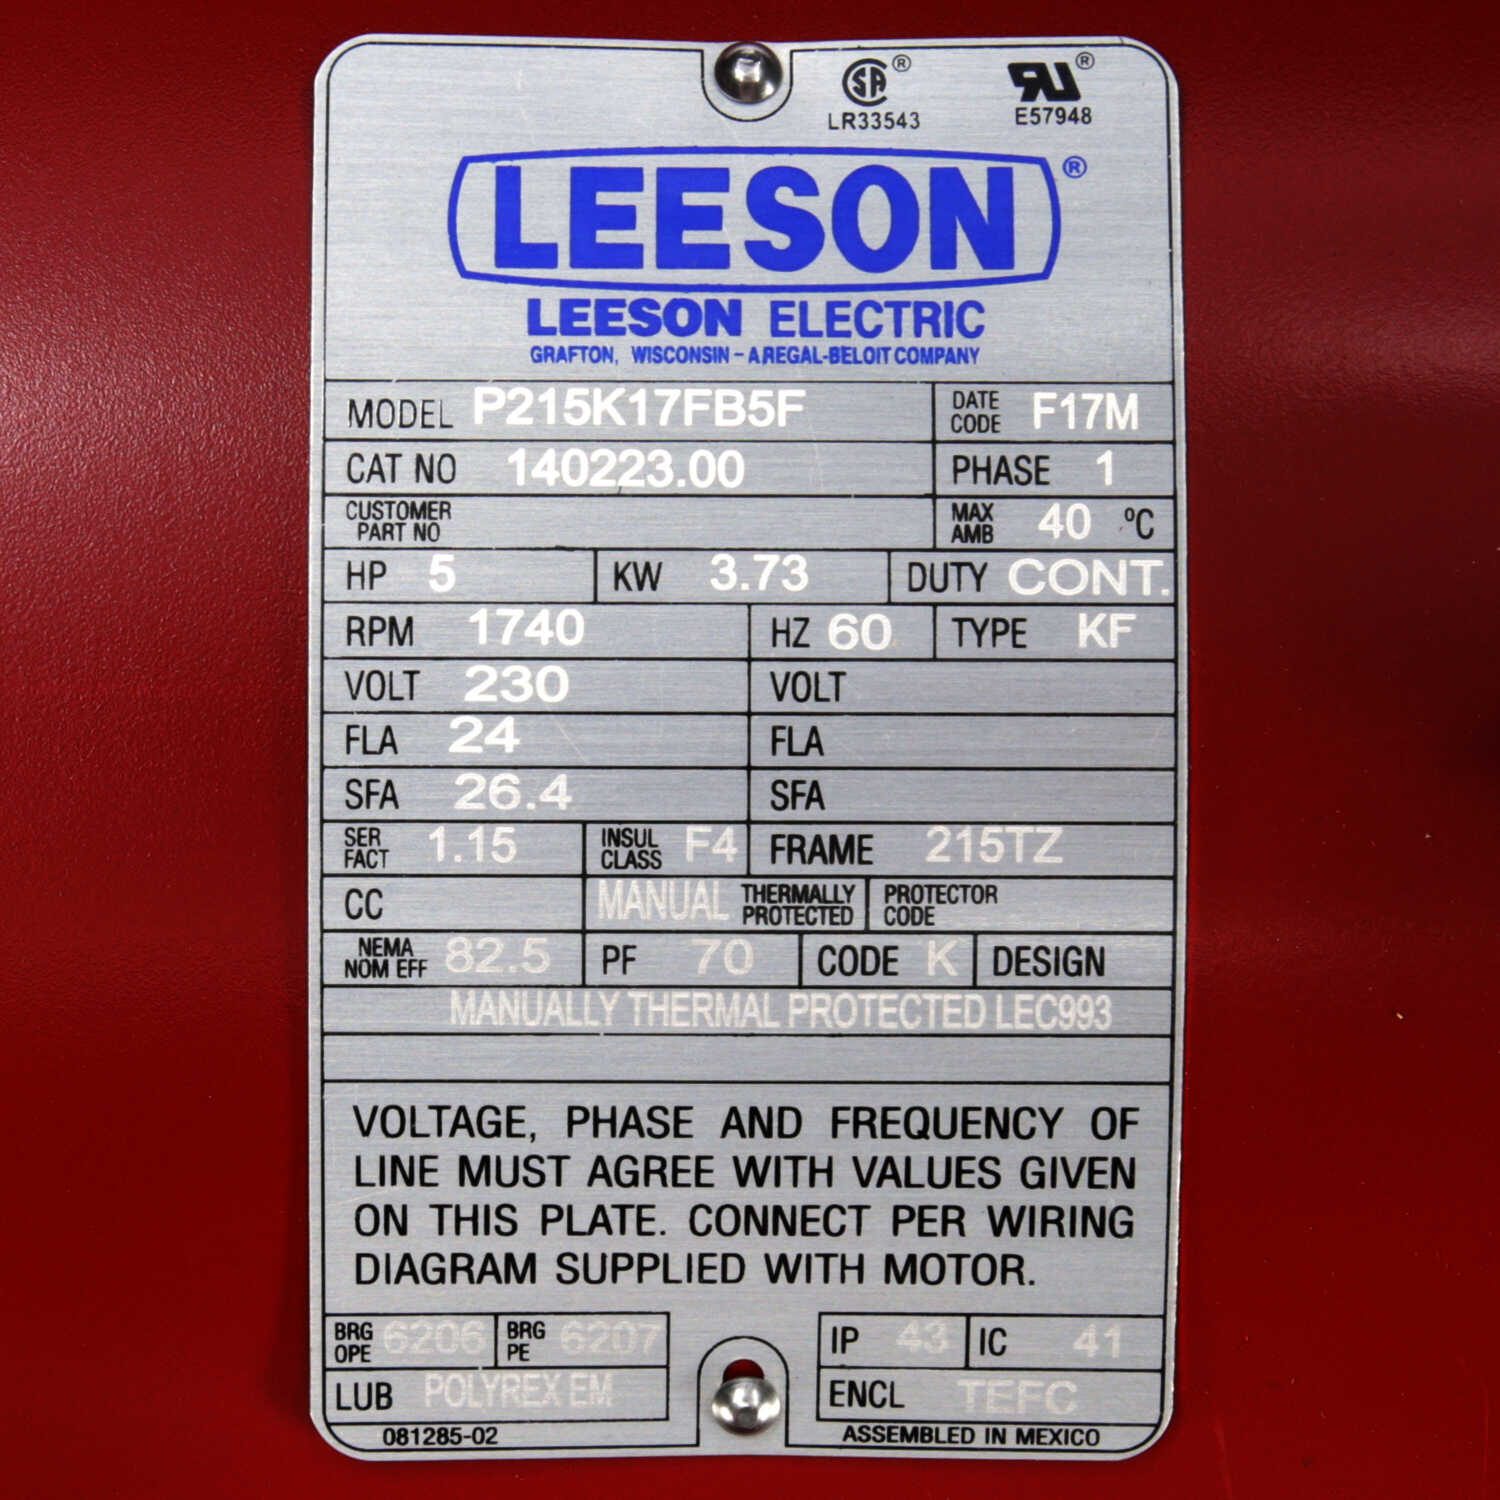 LR33543
E57948
LEESON
LEESON ELECTRIC
GRAFTON, WISCONSIN – A REGAL-BELOIT COMPANY
MODEL P215K17FB5F DATE CODE F17M
CAT NO 140223.00 PHASE 1
CUSTOMER PART NO MAX AMB 40 °C
HP 5 KW 3.73 DUTY CONT.
RPM 1740 HZ 60 TYPE KF
VOLT 230 VOLT
FLA 24 FLA
SFA 26.4 SFA
SER FACT 1.15 INSUL CLASS F4 FRAME 215TZ
CC MANUAL THERMALLY PROTECTED PROTECTOR CODE
NEMA NOM EFF 82.5 PF 70 CODE K DESIGN
MANUALLY THERMAL PROTECTED LEC993
VOLTAGE, PHASE AND FREQUENCY OF
LINE MUST AGREE WITH VALUES GIVEN
ON THIS PLATE. CONNECT PER WIRING
DIAGRAM SUPPLIED WITH MOTOR.
BRG OPE 6206 BRG PE 6207 IP 43 IC 41
LUB POLYREX EM ENCL TEFC
081285-02 ASSEMBLED IN MEXICO